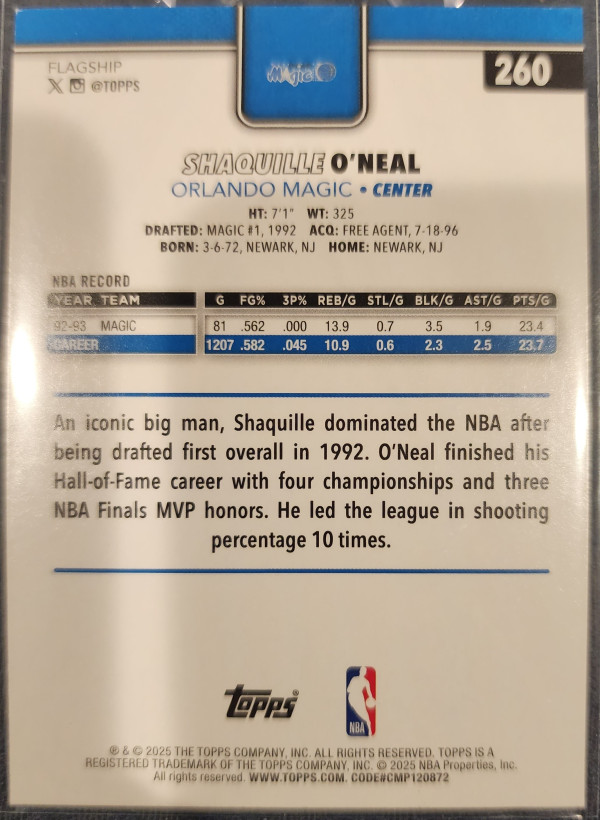 FLAGSHIP
@TOPPS
Magic
260
SHAQUILLE O'NEAL
ORLANDO MAGIC • CENTER
HT: 7'1" WT: 325
DRAFTED: MAGIC #1, 1992 ACQ: FREE AGENT, 7-18-96
BORN: 3-6-72, NEWARK, NJ HOME: NEWARK, NJ
NBA RECORD
YEAR TEAM G FG% 3P% REB/G STL/G BLK/G AST/G PTS/G
92-93 MAGIC 81 .562 .000 13.9 0.7 3.5 1.9 23.4
CAREER 1207 .582 .045 10.9 0.6 2.3 2.5 23.7
An iconic big man, Shaquille dominated the NBA after
being drafted first overall in 1992. O'Neal finished his
Hall-of-Fame career with four championships and three
NBA Finals MVP honors. He led the league in shooting
percentage 10 times.
topps®
NBA
® & © 2025 THE TOPPS COMPANY, INC. ALL RIGHTS RESERVED. TOPPS IS A
REGISTERED TRADEMARK OF THE TOPPS COMPANY, INC. © 2025 NBA Properties, Inc.
All rights reserved. WWW.TOPPS.COM. CODE#CMP120872